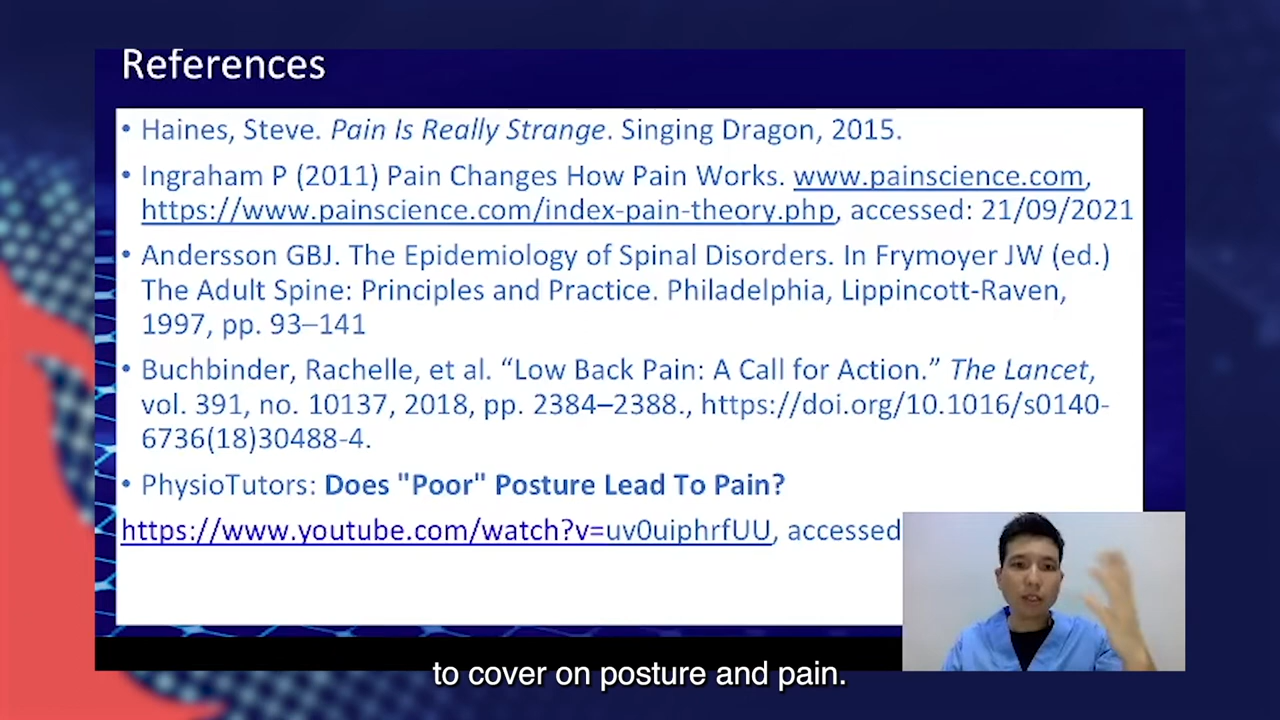 References
• Haines, Steve. Pain Is Really Strange. Singing Dragon, 2015.
• Ingraham P (2011) Pain Changes How Pain Works. www.painscience.com,
https://www.painscience.com/index-pain-theory.php, accessed: 21/09/2021
• Andersson GBJ. The Epidemiology of Spinal Disorders. In Frymoyer JW (ed.)
The Adult Spine: Principles and Practice. Philadelphia, Lippincott-Raven,
1997, pp. 93–141
• Buchbinder, Rachelle, et al. “Low Back Pain: A Call for Action.” The Lancet,
vol. 391, no. 10137, 2018, pp. 2384–2388., https://doi.org/10.1016/s0140-
6736(18)30488-4.
• PhysioTutors: Does "Poor" Posture Lead To Pain?
https://www.youtube.com/watch?v=uv0uiphrfUU, accessed
to cover on posture and pain.